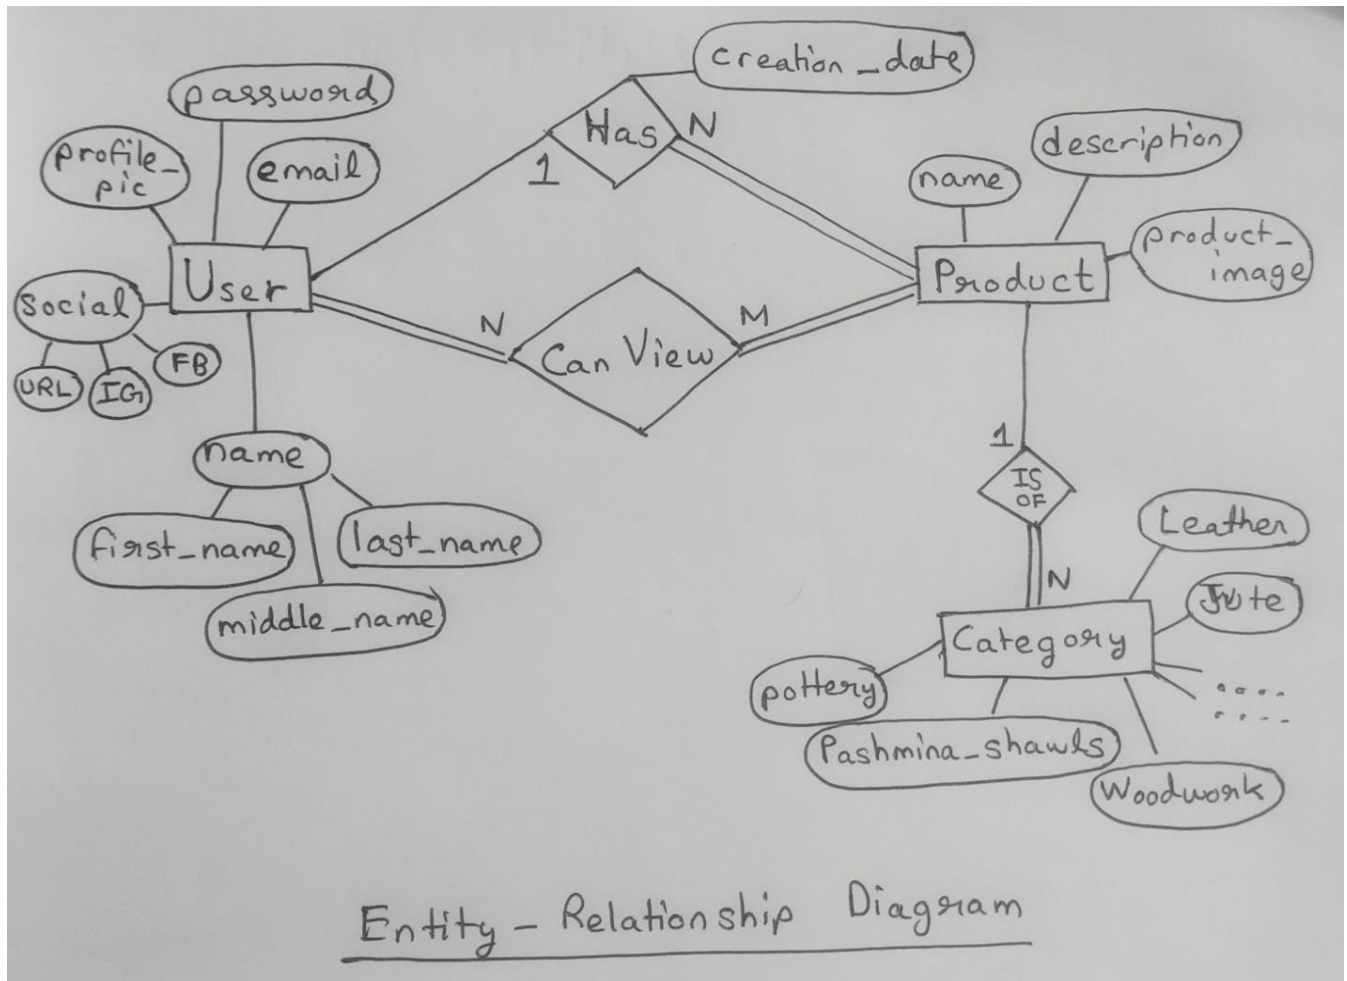 creation_date
password
Has
N
1
description
profile_
pic
email
name
product_
image
User
Product
social
N
M
Can View
FB
URL
IG
1
name
IS
OF
Leather
first_name
last_name
N
Jute
middle_name
Category
pottery
....
....
Pashmina_shawls
Woodwork
Entity - Relationship Diagram